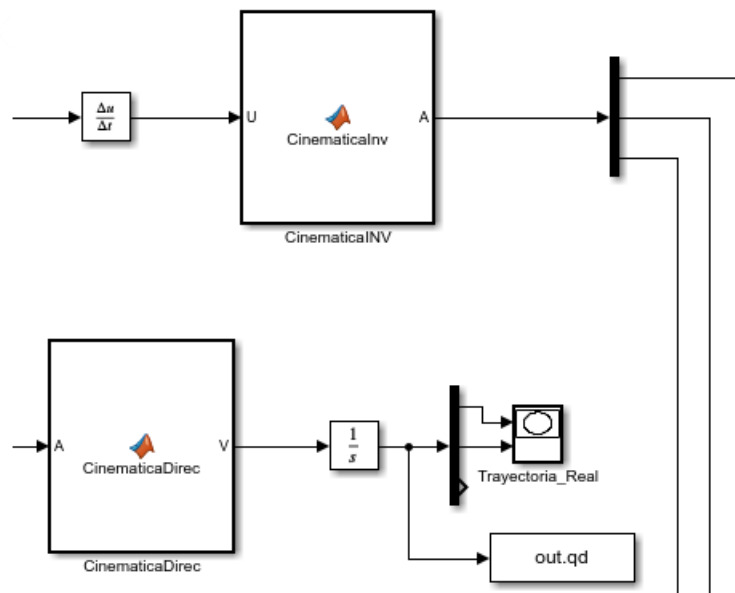 Δu
Δt
U
A
CinematicaInv
CinematicaINV
A
V
CinematicaDirec
CinematicaDirec
1
s
Trayectoria_Real
out.qd